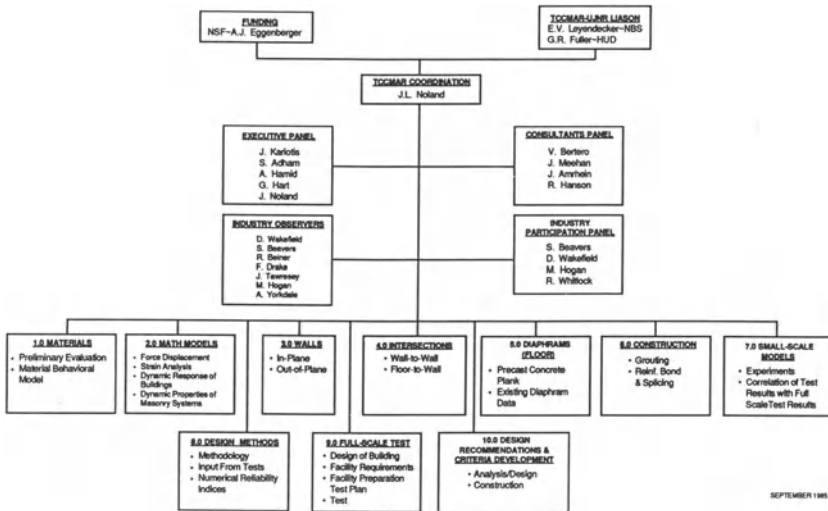 FUNDING
NSF-A.J. Eggenberger
TCCMAR-UJNR LIASON
E.V. Leyendecker-NBS
G.R. Fuller-HUD
TCCMAR COORDINATION
J.L. Noland
EXECUTIVE PANEL
J. Kariotis
S. Adham
A. Hamid
G. Hart
J. Noland
CONSULTANTS PANEL
V. Bertero
J. Meehan
J. Amrhein
R. Hanson
INDUSTRY OBSERVERS
D. Wakefield
S. Beavers
R. Beiner
F. Drake
J. Tawresey
M. Hogan
A. Yorkdale
INDUSTRY
PARTICIPATION PANEL
S. Beavers
D. Wakefield
M. Hogan
R. Whitlock
1.0 MATERIALS
• Preliminary Evaluation
• Material Behavioral
Model
2.0 MATH MODELS
• Force Displacement
• Strain Analysis
• Dynamic Response of
Buildings
• Dynamic Properties of
Masonry Systems
3.0 WALLS
• In-Plane
• Out-of-Plane
4.0 INTERSECTIONS
• Wall-to-Wall
• Floor-to-Wall
5.0 DIAPHRAMS
(FLOOR)
• Precast Concrete
Plank
• Existing Diaphram
Data
6.0 CONSTRUCTION
• Grouting
• Reinf. Bond
& Splicing
7.0 SMALL-SCALE
MODELS
• Experiments
• Correlation of Test
Results with Full
ScaleTest Results
8.0 DESIGN METHODS
• Methodology
• Input From Tests
• Numerical Reliability
Indices
9.0 FULL-SCALE TEST
• Design of Building
• Facility Requirements
• Facility Preparation
Test Plan
• Test
10.0 DESIGN
RECOMMENDATIONS &
CRITERIA DEVELOPMENT
• Analysis/Design
• Construction
SEPTEMBER 1985